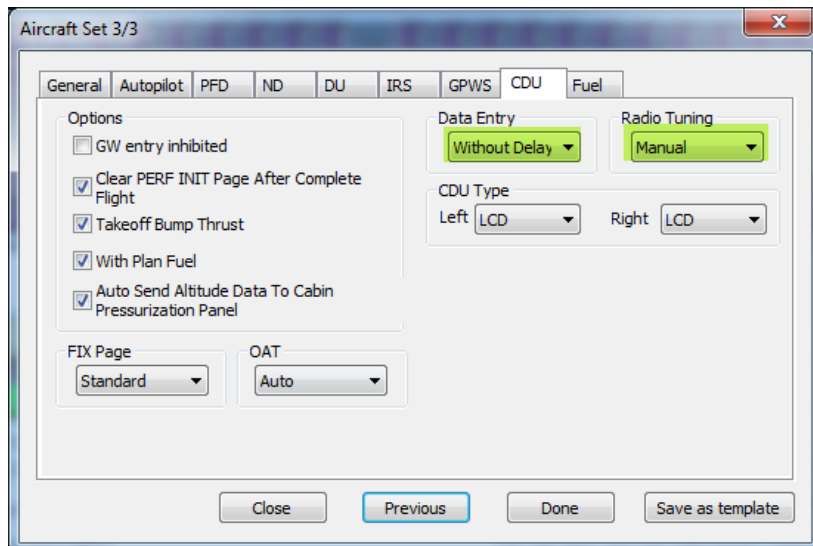 Aircraft Set 3/3
General Autopilot PFD ND DU IRS GPWS CDU Fuel
Options
GW entry inhibited
Clear PERF INIT Page After Complete
Flight
Takeoff Bump Thrust
With Plan Fuel
Auto Send Altitude Data To Cabin
Pressurization Panel
Data Entry
Without Delay
Radio Tuning
Manual
CDU Type
Left LCD Right LCD
FIX Page
Standard
OAT
Auto
Close Previous Done Save as template